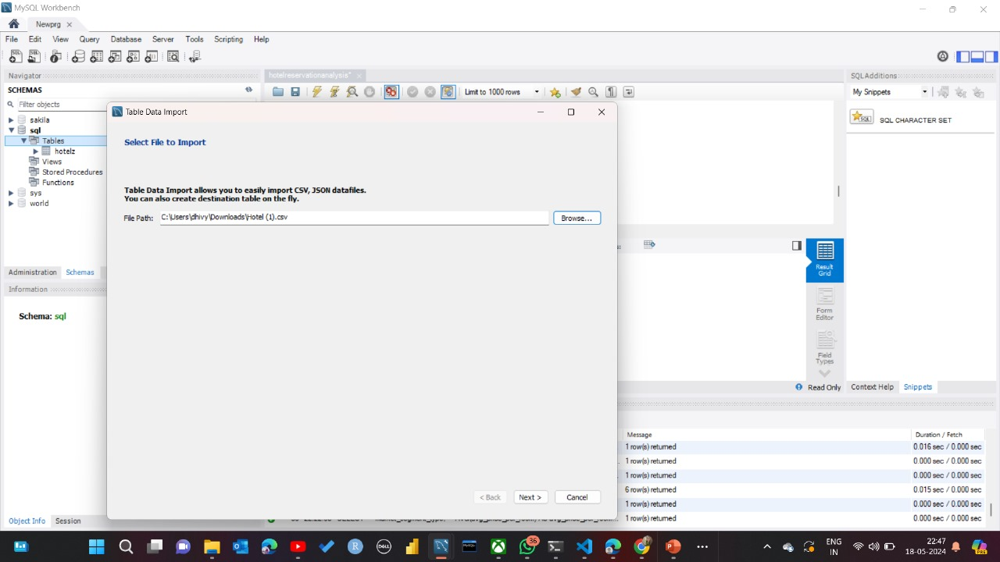 MySQL Workbench
Newprg
File Edit View Query Database Server Tools Scripting Help
Navigator
SCHEMAS
Filter objects
sakila
sql
Tables
hotelz
Views
Stored Procedures
Functions
sys
world
Administration Schemas
Information
Schema: sql
Object Info Session
hotelreservationanalysis*
Limit to 1000 rows
Table Data Import
Select File to Import
Table Data Import allows you to easily import CSV, JSON datafiles.
You can also create destination table on the fly.
File Path: C:\Users\dhivy\Downloads\Hotel (1).csv Browse...
< Back Next > Cancel
Result
Grid
Form
Editor
Field
Types
Read Only
SQLAdditions
My Snippets
SQL SQL CHARACTER SET
Context Help Snippets
Message Duration / Fetch
1 row(s) returned 0.016 sec / 0.000 sec
1 row(s) returned 0.000 sec / 0.000 sec
1 row(s) returned 0.000 sec / 0.000 sec
6 row(s) returned 0.015 sec / 0.000 sec
1 row(s) returned 0.000 sec / 0.000 sec
1 row(s) returned 0.000 sec / 0.000 sec
36
DELL
ENG
IN
22:47
18-05-2024
PRE